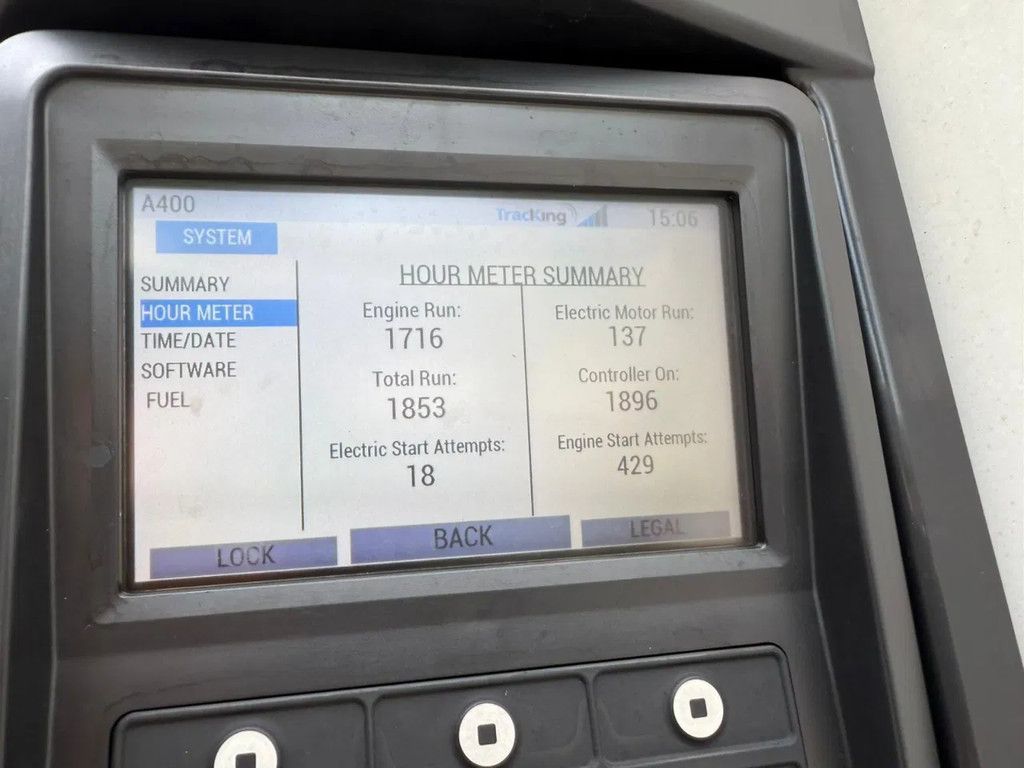 A400
TracKing
15:06
SYSTEM
SUMMARY
HOUR METER
TIME/DATE
SOFTWARE
FUEL
HOUR METER SUMMARY
Engine Run:
1716
Total Run:
1853
Electric Start Attempts:
18
Electric Motor Run:
137
Controller On:
1896
Engine Start Attempts:
429
LOCK
BACK
LEGAL